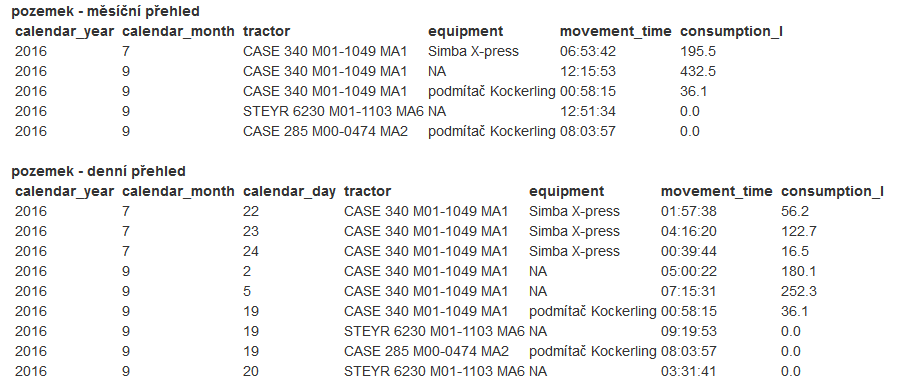 pozemek - měsíční přehled
calendar_year calendar_month tractor equipment movement_time consumption_l
2016 7 CASE 340 M01-1049 MA1 Simba X-press 06:53:42 195.5
2016 9 CASE 340 M01-1049 MA1 NA 12:15:53 432.5
2016 9 CASE 340 M01-1049 MA1 podmítač Kockerling 00:58:15 36.1
2016 9 STEYR 6230 M01-1103 MA6 NA 12:51:34 0.0
2016 9 CASE 285 M00-0474 MA2 podmítač Kockerling 08:03:57 0.0
pozemek - denní přehled
calendar_year calendar_month calendar_day tractor equipment movement_time consumption_l
2016 7 22 CASE 340 M01-1049 MA1 Simba X-press 01:57:38 56.2
2016 7 23 CASE 340 M01-1049 MA1 Simba X-press 04:16:20 122.7
2016 7 24 CASE 340 M01-1049 MA1 Simba X-press 00:39:44 16.5
2016 9 2 CASE 340 M01-1049 MA1 NA 05:00:22 180.1
2016 9 5 CASE 340 M01-1049 MA1 NA 07:15:31 252.3
2016 9 19 CASE 340 M01-1049 MA1 podmítač Kockerling 00:58:15 36.1
2016 9 19 STEYR 6230 M01-1103 MA6 NA 09:19:53 0.0
2016 9 19 CASE 285 M00-0474 MA2 podmítač Kockerling 08:03:57 0.0
2016 9 20 STEYR 6230 M01-1103 MA6 NA 03:31:41 0.0